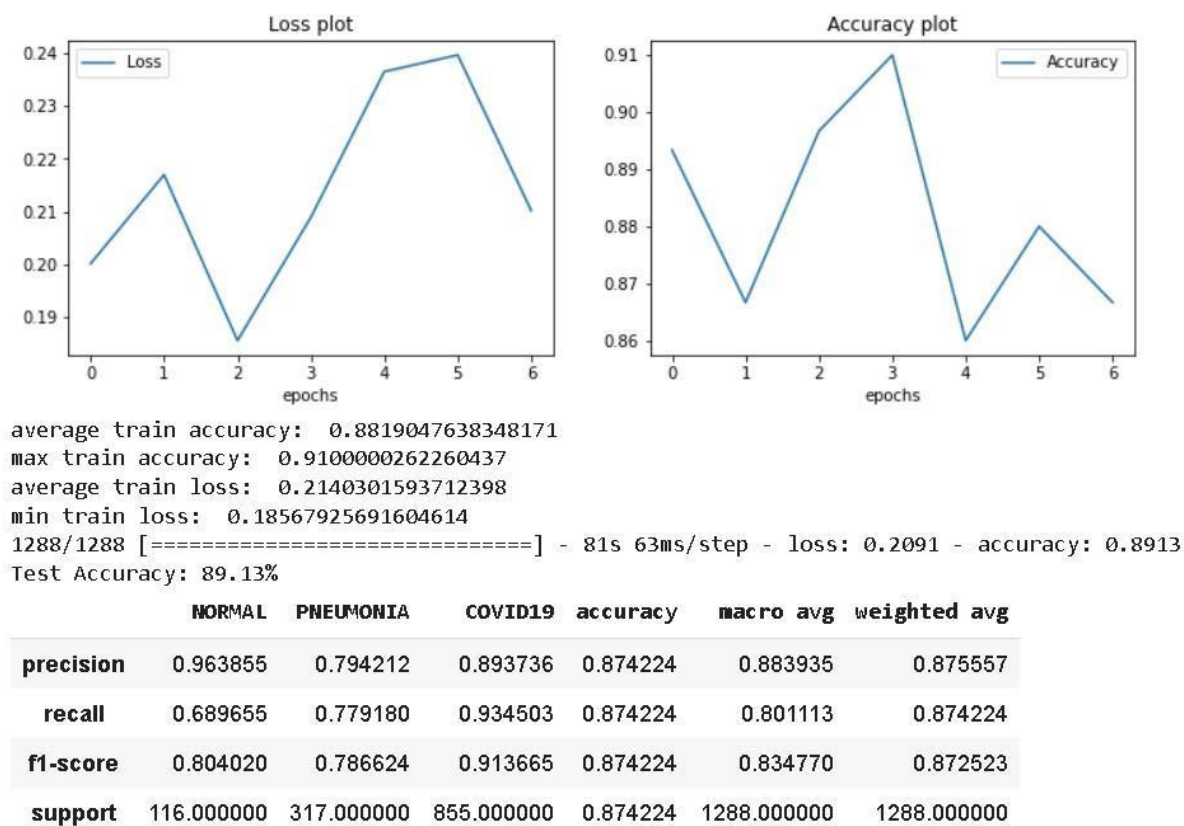 Loss plot
Loss
0.24
0.23
0.22
0.21
0.20
0.19
0 1 2 3 4 5 6
epochs
Accuracy plot
Accuracy
0.91
0.90
0.89
0.88
0.87
0.86
0 1 2 3 4 5 6
epochs
average train accuracy: 0.8819047638348171
max train accuracy: 0.9100000262260437
average train loss: 0.2140301593712398
min train loss: 0.18567925691604614
1288/1288 [==============================] - 81s 63ms/step - loss: 0.2091 - accuracy: 0.8913
Test Accuracy: 89.13%
NORMAL PNEUMONIA COVID19 accuracy macro avg weighted avg
precision 0.963855 0.794212 0.893736 0.874224 0.883935 0.875557
recall 0.689655 0.779180 0.934503 0.874224 0.801113 0.874224
f1-score 0.804020 0.786624 0.913665 0.874224 0.834770 0.872523
support 116.000000 317.000000 855.000000 0.874224 1288.000000 1288.000000